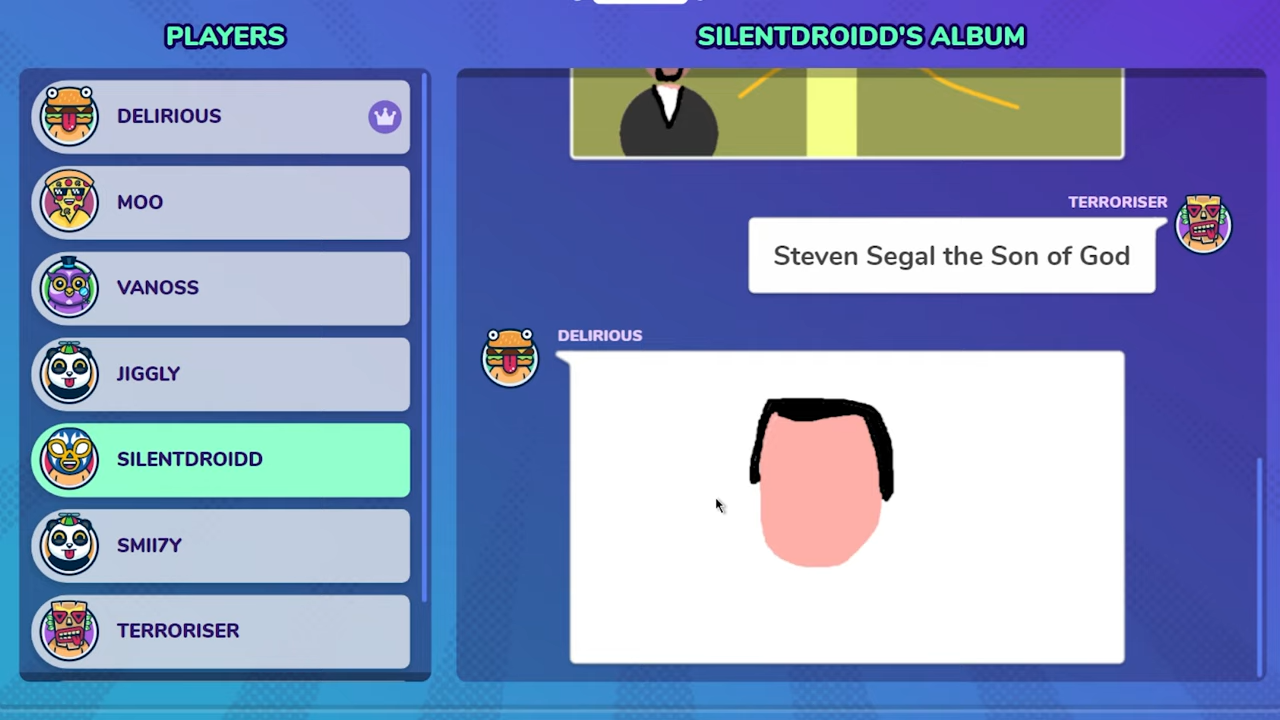 PLAYERS
DELIRIOUS
MOO
VANOSS
JIGGLY
SILENTDROIDD
SMII7Y
TERRORISER
SILENTDROIDD'S ALBUM
TERRORISER
Steven Segal the Son of God
DELIRIOUS